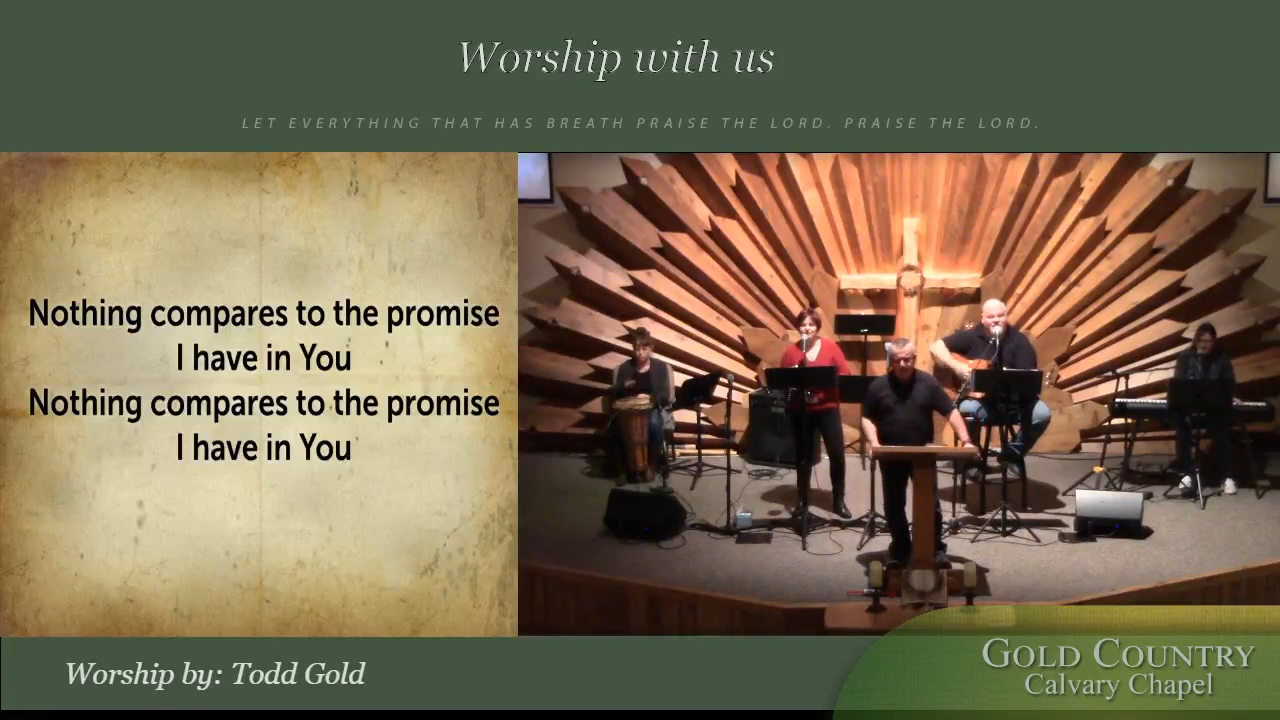 Worship with us
LET EVERYTHING THAT HAS BREATH PRAISE THE LORD. PRAISE THE LORD.
Nothing compares to the promise
I have in You
Nothing compares to the promise
I have in You
Worship by: Todd Gold
GOLD COUNTRY
Calvary Chapel